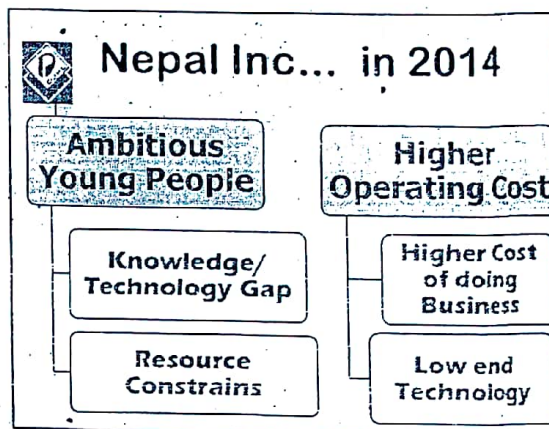 Nepal Inc... in 2014
Ambitious
Young People
Knowledge/
Technology Gap
Resource
Constrains
Higher
Operating Cost
Higher Cost
of doing
Business
Low end
Technology